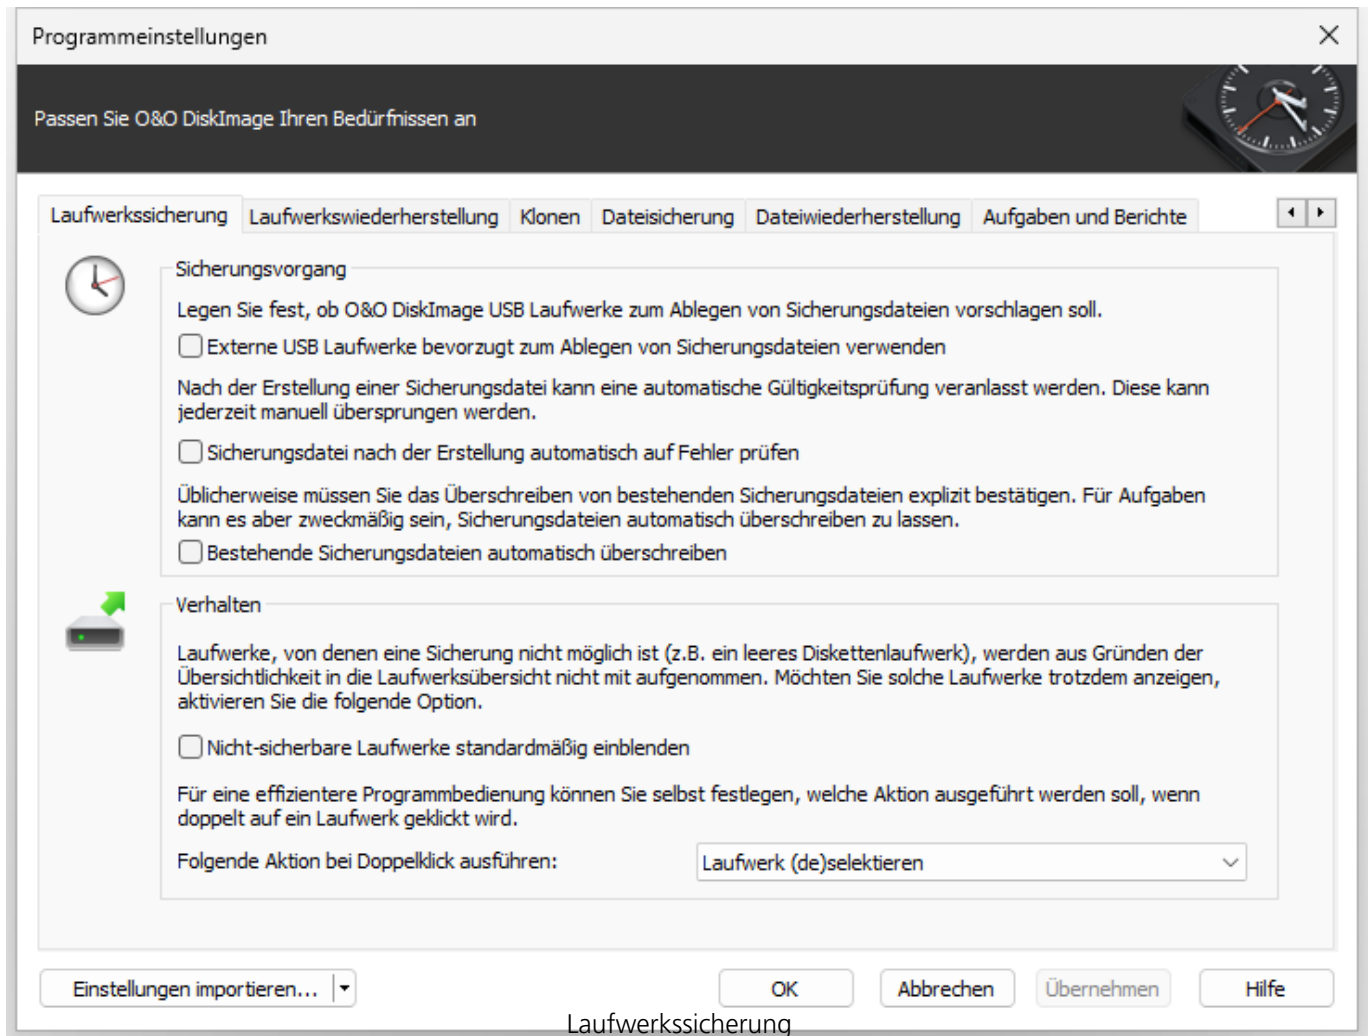 Programmeinstellungen
Passen Sie O&O DiskImage Ihren Bedürfnissen an
Laufwerkssicherung Laufwerkswiederherstellung Klonen Dateisicherung Dateiwiederherstellung Aufgaben und Berichte
Sicherungsvorgang
Legen Sie fest, ob O&O DiskImage USB Laufwerke zum Ablegen von Sicherungsdateien vorschlagen soll.
Externe USB Laufwerke bevorzugt zum Ablegen von Sicherungsdateien verwenden
Nach der Erstellung einer Sicherungsdatei kann eine automatische Gültigkeitsprüfung veranlasst werden. Diese kann
jederzeit manuell übersprungen werden.
Sicherungsdatei nach der Erstellung automatisch auf Fehler prüfen
Üblicherweise müssen Sie das Überschreiben von bestehenden Sicherungsdateien explizit bestätigen. Für Aufgaben
kann es aber zweckmäßig sein, Sicherungsdateien automatisch überschreiben zu lassen.
Bestehende Sicherungsdateien automatisch überschreiben
Verhalten
Laufwerke, von denen eine Sicherung nicht möglich ist (z.B. ein leeres Diskettenlaufwerk), werden aus Gründen der
Übersichtlichkeit in die Laufwerksübersicht nicht mit aufgenommen. Möchten Sie solche Laufwerke trotzdem anzeigen,
aktivieren Sie die folgende Option.
Nicht-sicherbare Laufwerke standardmäßig einblenden
Für eine effizientere Programmbedienung können Sie selbst festlegen, welche Aktion ausgeführt werden soll, wenn
doppelt auf ein Laufwerk geklickt wird.
Folgende Aktion bei Doppelklick ausführen: Laufwerk (de)selektieren
Einstellungen importieren... OK Abbrechen Übernehmen Hilfe
Laufwerkssicherung